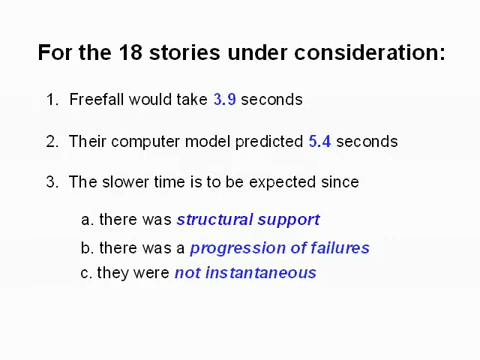 For the 18 stories under consideration:
1. Freefall would take 3.9 seconds
2. Their computer model predicted 5.4 seconds
3. The slower time is to be expected since
a. there was structural support
b. there was a progression of failures
c. they were not instantaneous